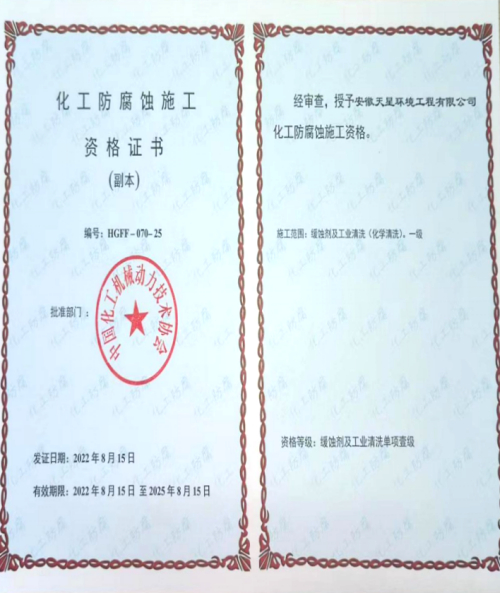 化工防腐蚀施工
资格证书
(副本)
编号：HGFF-070-25
批准部门：
中国化工机械动力技术协会
发证日期：2022年8月15日
有效期限：2022年8月15日 至2025年8月15日
经审查，授予安徽天星环境工程有限公司
化工防腐蚀施工资格。
施工范围：缓蚀剂及工业清洗（化学清洗）、一级
资格等级：缓蚀剂及工业清洗单项壹级